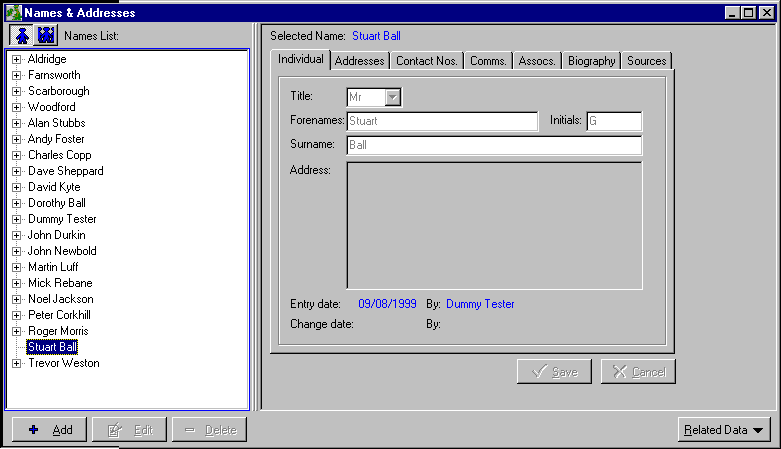 Names & Addresses
Names List:
Aldridge
Farnsworth
Scarborough
Woodford
Alan Stubbs
Andy Foster
Charles Copp
Dave Sheppard
David Kyte
Dorothy Ball
Dummy Tester
John Durkin
John Newbold
Martin Luff
Mick Rebane
Noel Jackson
Peter Corkhill
Roger Morris
Stuart Ball
Trevor Weston
Add Edit Delete
Selected Name: Stuart Ball
Individual Addresses Contact Nos. Comms. Assocs. Biography Sources
Title: Mr
Forenames: Stuart Initials: G
Surname: Ball
Address:
Entry date: 09/08/1999 By: Dummy Tester
Change date: By:
Save Cancel
Related Data